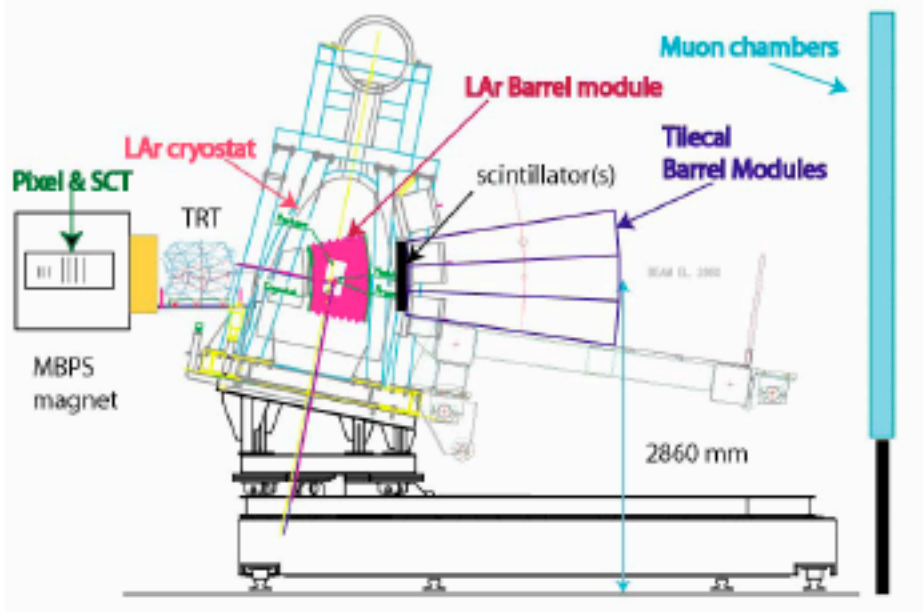 Muon chambers
LAr Barrel module
Tilecal
Barrel Modules
LAr cryostat
scintillator(s)
Pixel & SCT
TRT
MBPS
magnet
2860 mm